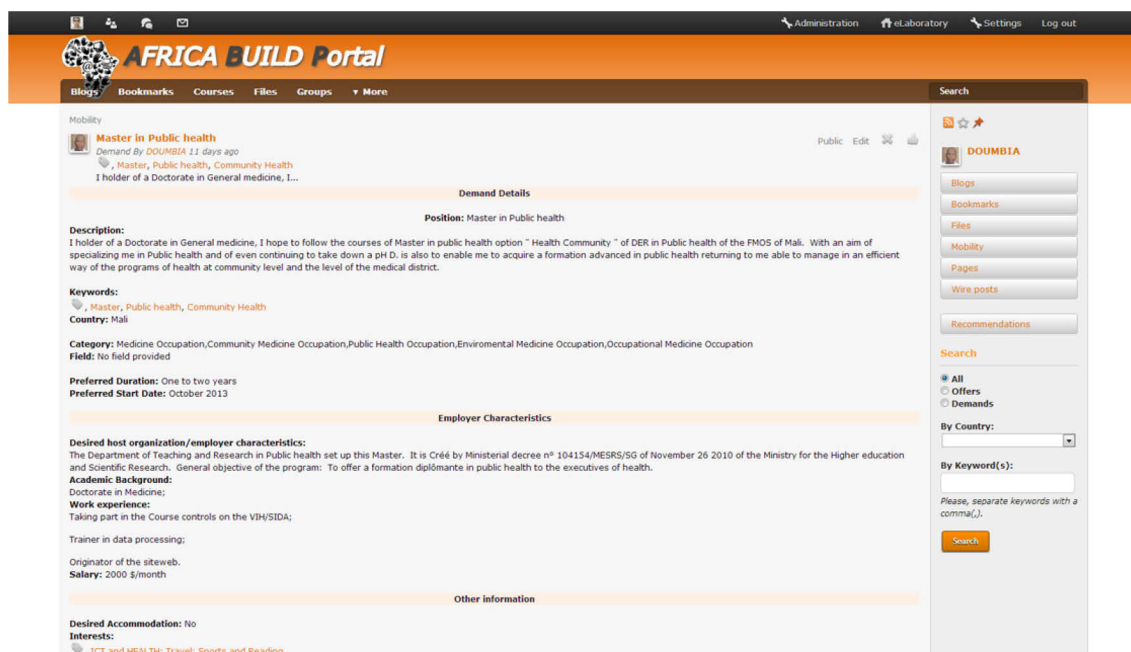 Administration eLaboratory Settings Log out
AFRICA BUILD Portal
Blogs Bookmarks Courses Files Groups ▾ More Search
Mobility
Master in Public health
Public Edit
Demand By DOUMBIA 11 days ago
, Master, Public health, Community Health
I holder of a Doctorate in General medicine, I...
Demand Details
Position: Master in Public health
Description:
I holder of a Doctorate in General medicine, I hope to follow the courses of Master in public health option " Health Community " of DER in Public health of the FMOS of Mali. With an aim of
specializing me in Public health and of even continuing to take down a pH D. is also to enable me to acquire a formation advanced in public health returning to me able to manage in an efficient
way of the programs of health at community level and the level of the medical district.
Keywords:
, Master, Public health, Community Health
Country: Mali
Category: Medicine Occupation,Community Medicine Occupation,Public Health Occupation,Enviromental Medicine Occupation,Occupational Medicine Occupation
Field: No field provided
Preferred Duration: One to two years
Preferred Start Date: October 2013
Employer Characteristics
Desired host organization/employer characteristics:
The Department of Teaching and Research in Public health set up this Master. It is Créé by Ministerial decree nº 104154/MESRS/SG of November 26 2010 of the Ministry for the Higher education
and Scientific Research. General objective of the program: To offer a formation diplômante in public health to the executives of health.
Academic Background:
Doctorate in Medicine;
Work experience:
Taking part in the Course controls on the VIH/SIDA;
Trainer in data processing;
Originator of the siteweb.
Salary: 2000 $/month
Other information
Desired Accommodation: No
Interests:
, ICT and HEALTH; Travel; Sports and Reading
DOUMBIA
Blogs
Bookmarks
Files
Mobility
Pages
Wire posts
Recommendations
Search
All
Offers
Demands
By Country:
By Keyword(s):
Please, separate keywords with a
comma(,).
Search